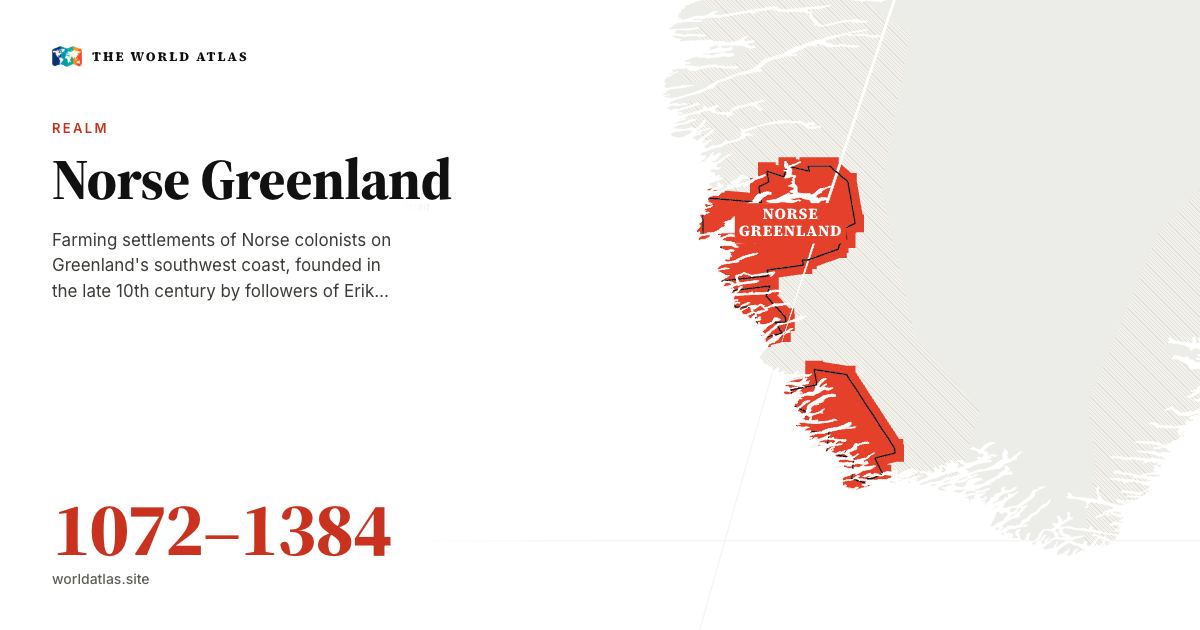 THE WORLD ATLAS
REALM
Norse Greenland
Farming settlements of Norse colonists on
Greenland's southwest coast, founded in
the late 10th century by followers of Erik...
NORSE
GREENLAND
1072–1384
worldatlas.site